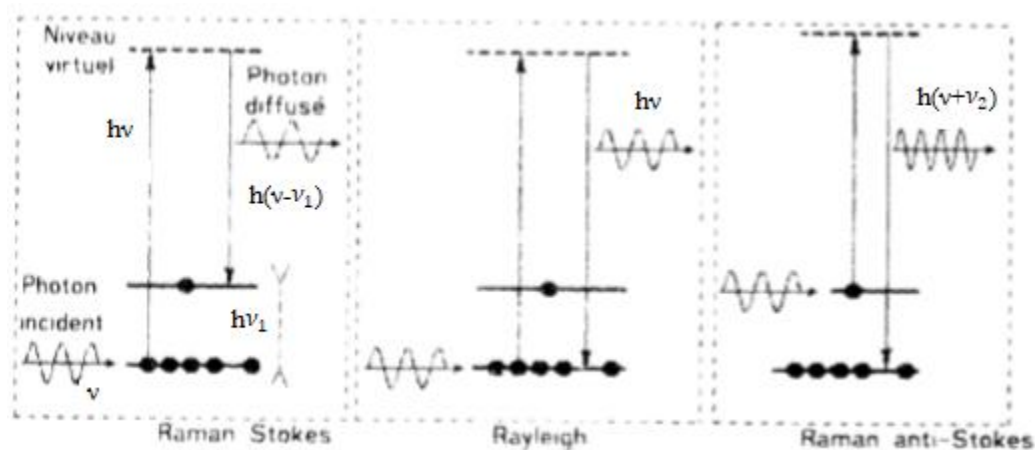 Niveau
virtuel
Photon
diffusé
hν
h(ν-ν₁)
Photon
incident
hν₁
ν
Raman Stokes
hν
Rayleigh
h(ν+ν₂)
Raman anti-Stokes